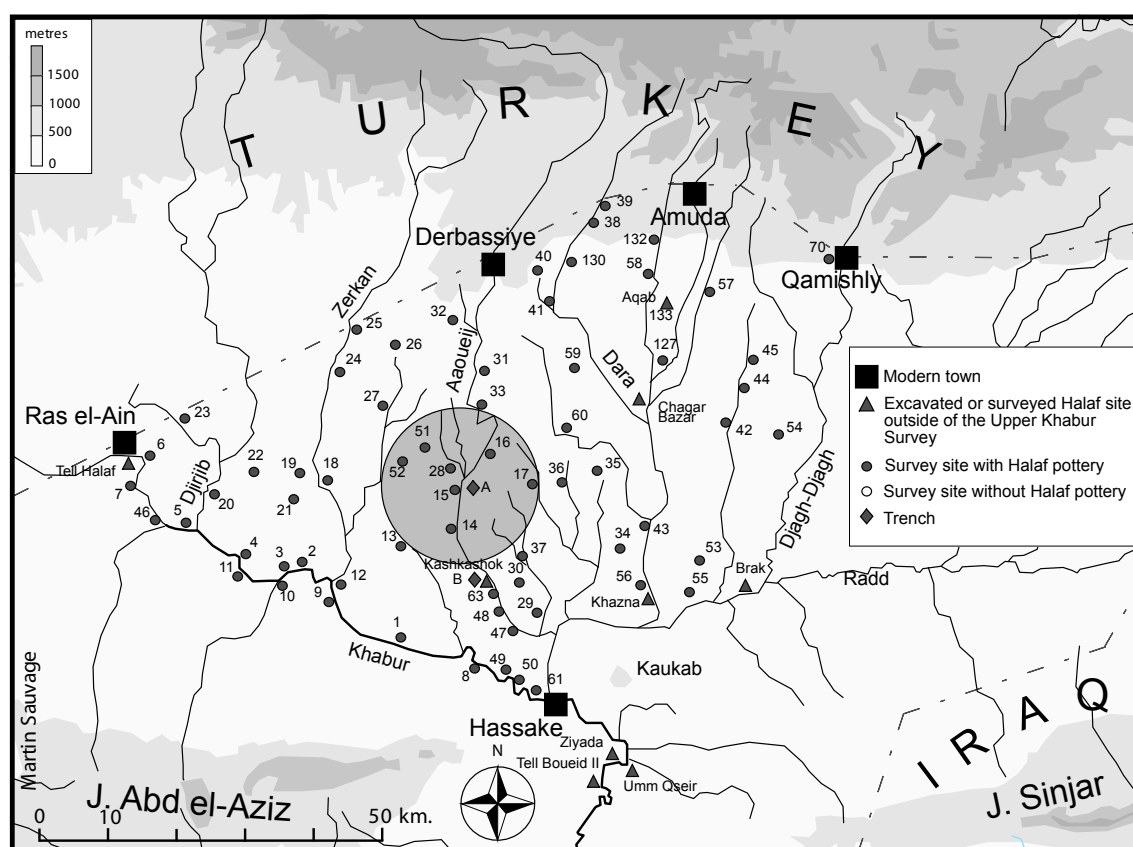 metres
1500
1000
500
0
T U R K E Y
39
38
Amuda
132
Derbassiye
130
40
58
70
Qamishly
Zerkan
57
Aqab
41
133
32
25
26
Aaoueij
24
31
59
Dara
127
45
44
27
33
Chagar
Bazar
Modern town
Excavated or surveyed Halaf site
outside of the Upper Khabur
Survey
Survey site with Halaf pottery
Survey site without Halaf pottery
Trench
Ras el-Ain
23
6
Tell Halaf
7
Djirjib
22
19
18
20
21
46
5
51
52
28
16
15
A
17
60
36
35
42
54
14
13
34
43
Djagh-Djagh
4
3
2
11
10
9
12
Kashkashok
B
37
30
63
48
29
47
56
Khazna
53
55
Brak
Radd
1
Khabur
8
49
50
61
Kaukab
Hassake
Ziyada
Tell Boueid II
Umm Qseir
N
I R A Q
J. Sinjar
J. Abd el-Aziz
0 10 50 km.
Martin Sauvage